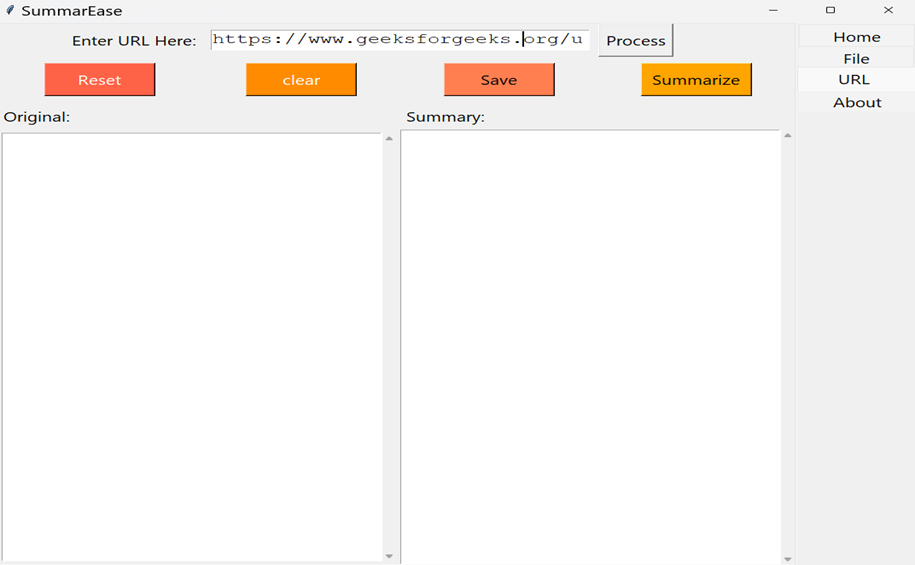 SummarEase
Enter URL Here: https://www.geeksforgeeks.org/u Process
Reset clear Save Summarize
Original: Summary:
Home
File
URL
About